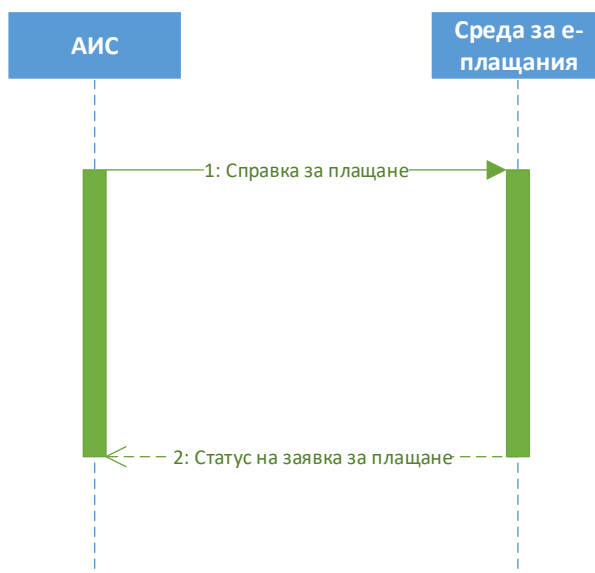 АИС
Среда за е-
плащания
1: Справка за плащане
2: Статус на заявка за плащане